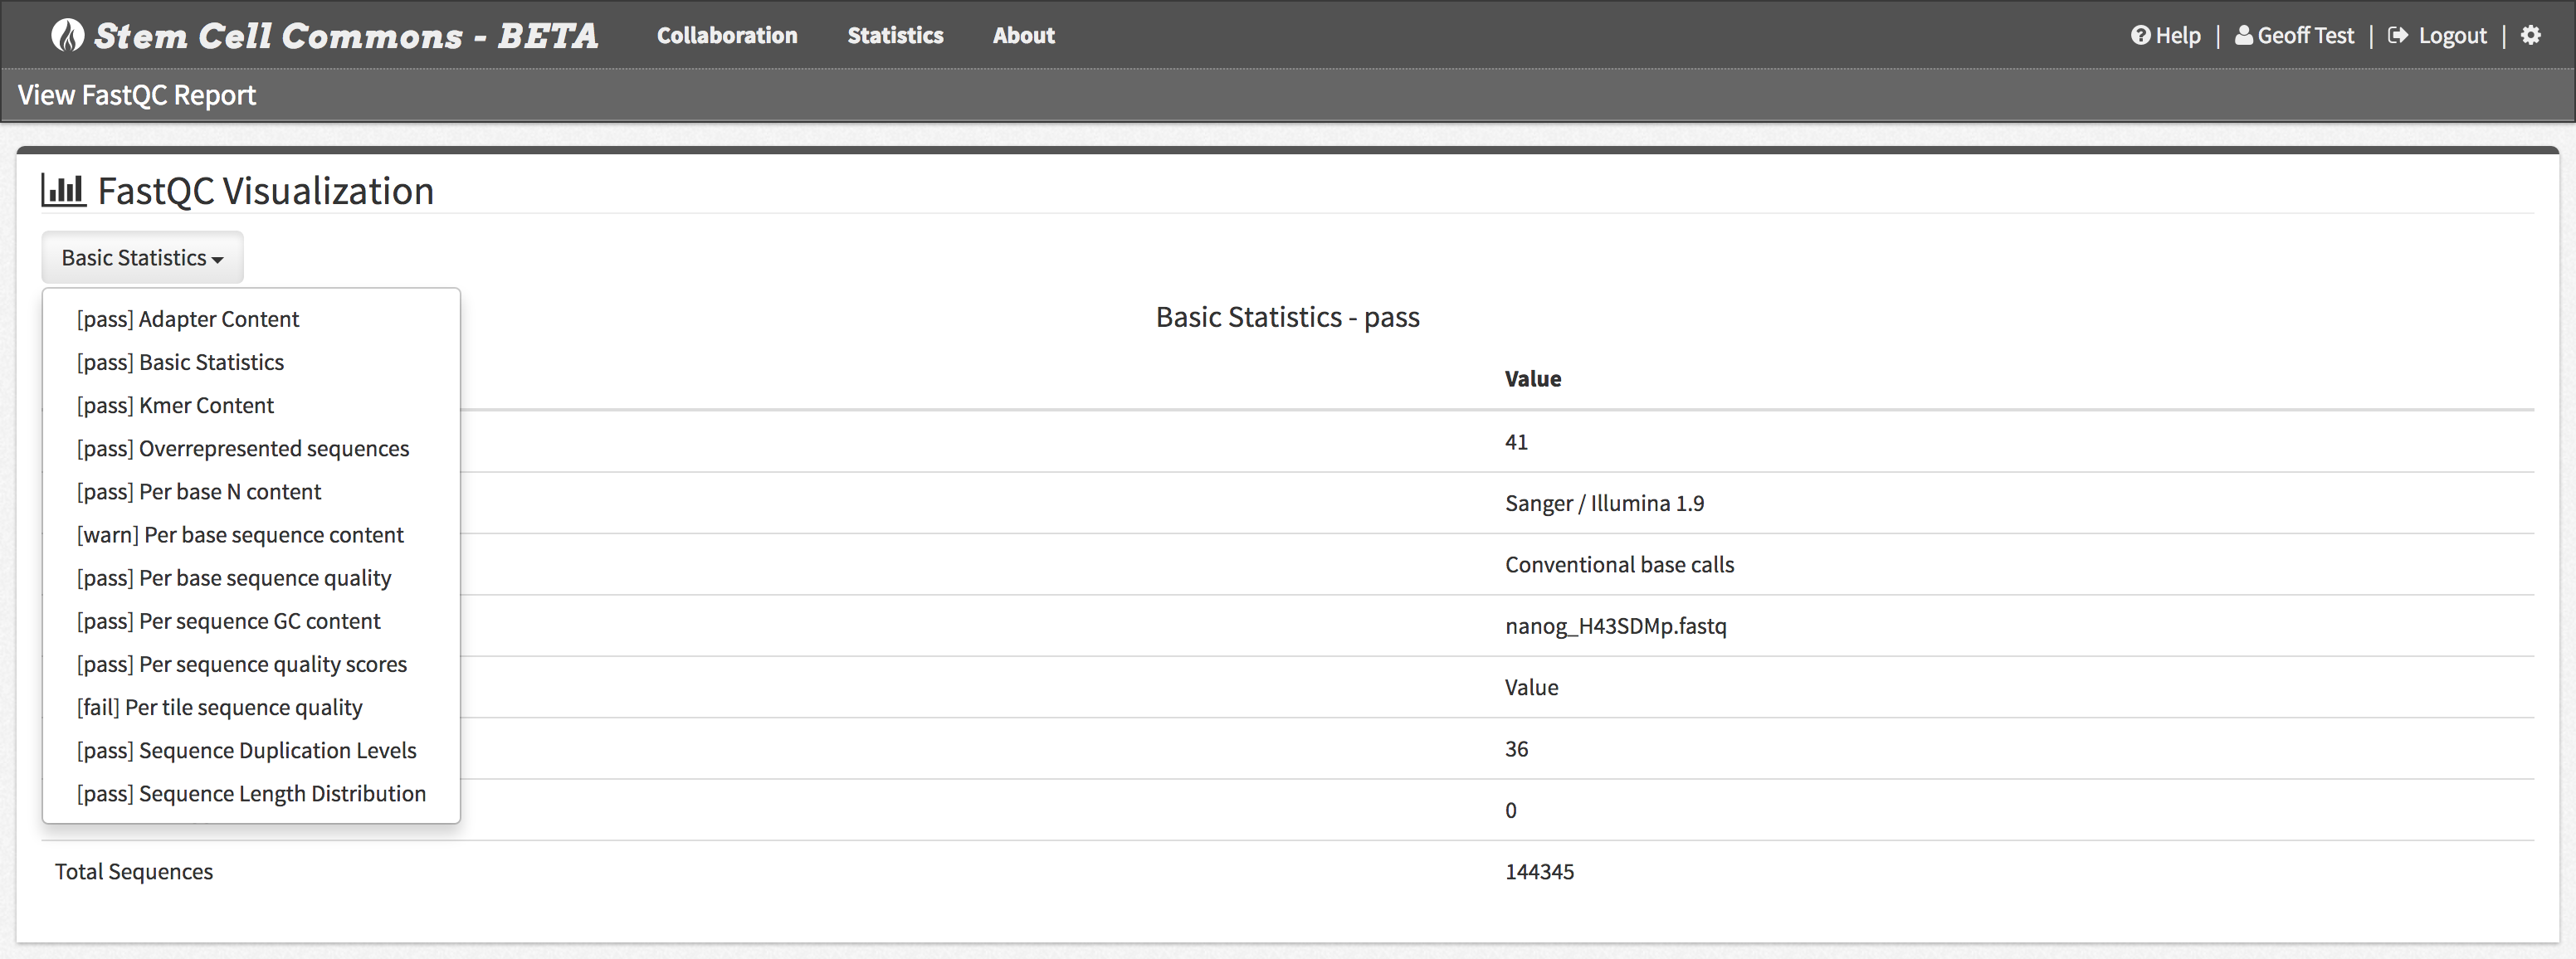 Stem Cell Commons - BETA Collaboration Statistics About Help | Geoff Test | Logout |
View FastQC Report
FastQC Visualization
Basic Statistics
[pass] Adapter Content
[pass] Basic Statistics
[pass] Kmer Content
[pass] Overrepresented sequences
[pass] Per base N content
[warn] Per base sequence content
[pass] Per base sequence quality
[pass] Per sequence GC content
[pass] Per sequence quality scores
[fail] Per tile sequence quality
[pass] Sequence Duplication Levels
[pass] Sequence Length Distribution
Basic Statistics - pass
Value
41
Sanger / Illumina 1.9
Conventional base calls
nanog_H43SDMp.fastq
Value
36
0
Total Sequences 144345